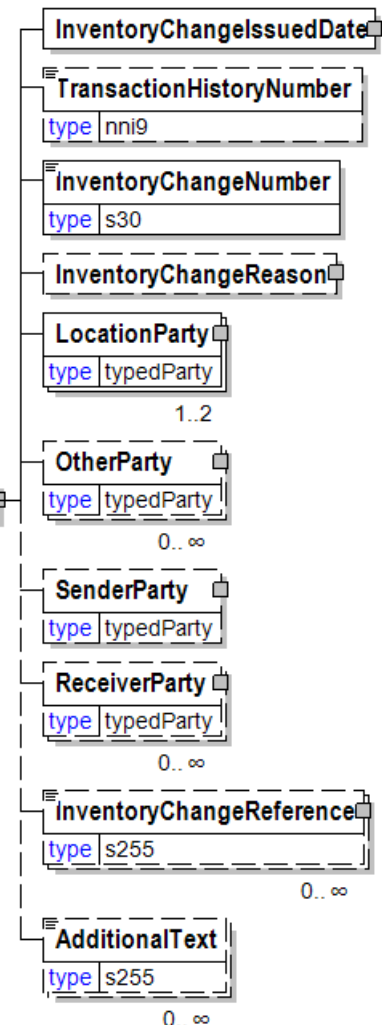 InventoryChangeIssuedDate
TransactionHistoryNumber
type nni9
InventoryChangeNumber
type s30
InventoryChangeReason
LocationParty
type typedParty
1..2
OtherParty
type typedParty
0.. ∞
SenderParty
type typedParty
ReceiverParty
type typedParty
0.. ∞
InventoryChangeReference
type s255
0.. ∞
AdditionalText
type s255
0.. ∞